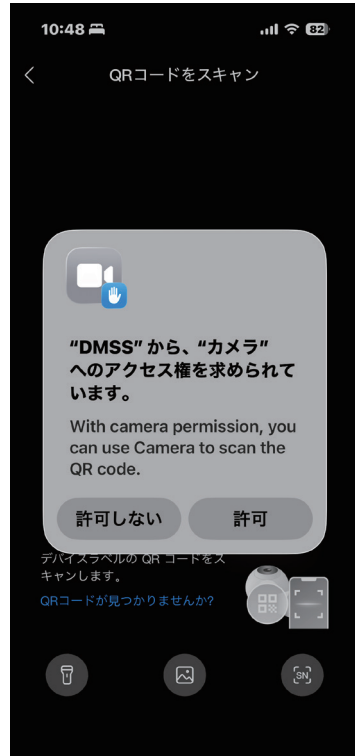 10:48
82
QRコードをスキャン
“DMSS” から、“カメラ”
へのアクセス権を求められて
います。
With camera permission, you
can use Camera to scan the
QR code.
許可しない
許可
デバイスラベルの QR コードをス
キャンします。
QRコードが見つかりませんか?
SN